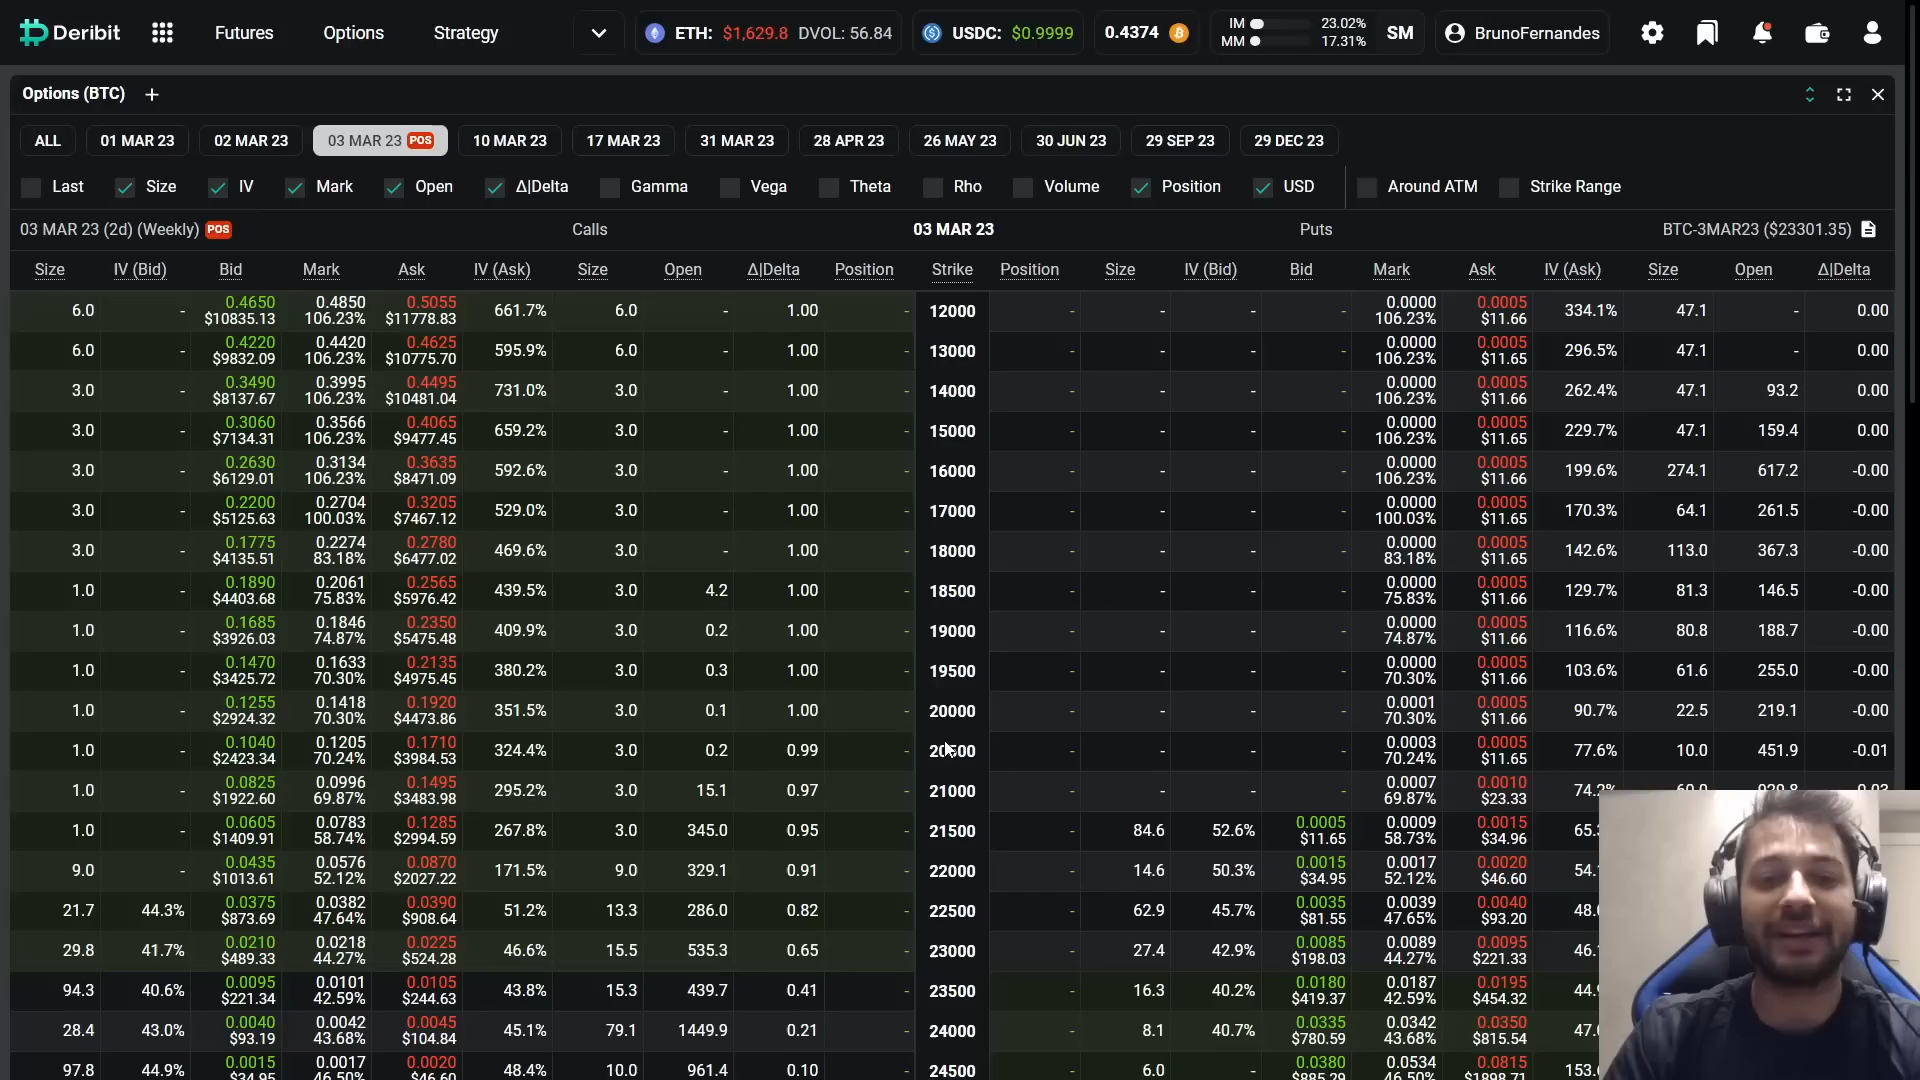 Deribit Futures Options Strategy ETH: $1,629.8 DVOL: 56.84 USDC: $0.9999 0.4374 IM 23.02% MM 17.31% SM BrunoFernandes
Options (BTC) +
ALL 01 MAR 23 02 MAR 23 03 MAR 23 POS 10 MAR 23 17 MAR 23 31 MAR 23 28 APR 23 26 MAY 23 30 JUN 23 29 SEP 23 29 DEC 23
Last Size IV Mark Open Δ|Delta Gamma Vega Theta Rho Volume Position USD Around ATM Strike Range
03 MAR 23 (2d) (Weekly) POS Calls 03 MAR 23 Puts BTC-3MAR23 ($23301.35)
Size IV (Bid) Bid Mark Ask IV (Ask) Size Open Δ|Delta Position Strike Position Size IV (Bid) Bid Mark Ask IV (Ask) Size Open Δ|Delta
6.0 - 0.4650 $10835.13 0.4850 106.23% 0.5055 $11778.83 661.7% 6.0 - 1.00 - 12000 - - - - 0.0000 106.23% 0.0005 $11.66 334.1% 47.1 - 0.00
6.0 - 0.4220 $9832.09 0.4420 106.23% 0.4625 $10775.70 595.9% 6.0 - 1.00 - 13000 - - - - 0.0000 106.23% 0.0005 $11.65 296.5% 47.1 - 0.00
3.0 - 0.3490 $8137.67 0.3995 106.23% 0.4495 $10481.04 731.0% 3.0 - 1.00 - 14000 - - - - 0.0000 106.23% 0.0005 $11.66 262.4% 47.1 93.2 0.00
3.0 - 0.3060 $7134.31 0.3566 106.23% 0.4065 $9477.45 659.2% 3.0 - 1.00 - 15000 - - - - 0.0000 106.23% 0.0005 $11.65 229.7% 47.1 159.4 0.00
3.0 - 0.2630 $6129.01 0.3134 106.23% 0.3635 $8471.09 592.6% 3.0 - 1.00 - 16000 - - - - 0.0000 106.23% 0.0005 $11.66 199.6% 274.1 617.2 -0.00
3.0 - 0.2200 $5125.63 0.2704 100.03% 0.3205 $7467.12 529.0% 3.0 - 1.00 - 17000 - - - - 0.0000 100.03% 0.0005 $11.65 170.3% 64.1 261.5 -0.00
3.0 - 0.1775 $4135.51 0.2274 83.18% 0.2780 $6477.02 469.6% 3.0 - 1.00 - 18000 - - - - 0.0000 83.18% 0.0005 $11.65 142.6% 113.0 367.3 -0.00
1.0 - 0.1890 $4403.68 0.2061 75.83% 0.2565 $5976.42 439.5% 3.0 4.2 1.00 - 18500 - - - - 0.0000 75.83% 0.0005 $11.66 129.7% 81.3 146.5 -0.00
1.0 - 0.1685 $3926.03 0.1846 74.87% 0.2350 $5475.48 409.9% 3.0 0.2 1.00 - 19000 - - - - 0.0000 74.87% 0.0005 $11.66 116.6% 80.8 188.7 -0.00
1.0 - 0.1470 $3425.72 0.1633 70.30% 0.2135 $4975.45 380.2% 3.0 0.3 1.00 - 19500 - - - - 0.0000 70.30% 0.0005 $11.66 103.6% 61.6 255.0 -0.00
1.0 - 0.1255 $2924.32 0.1418 70.30% 0.1920 $4473.86 351.5% 3.0 0.1 1.00 - 20000 - - - - 0.0001 70.30% 0.0005 $11.66 90.7% 22.5 219.1 -0.00
1.0 - 0.1040 $2423.34 0.1205 70.24% 0.1710 $3984.53 324.4% 3.0 0.2 0.99 - 20500 - - - - 0.0003 70.24% 0.0005 $11.65 77.6% 10.0 451.9 -0.01
1.0 - 0.0825 $1922.60 0.0996 69.87% 0.1495 $3483.98 295.2% 3.0 15.1 0.97 - 21000 - - - - 0.0007 69.87% 0.0010 $23.33
1.0 - 0.0605 $1409.91 0.0783 58.74% 0.1285 $2994.59 267.8% 3.0 345.0 0.95 - 21500 - 84.6 52.6% 0.0005 $11.65 0.0009 58.73% 0.0015 $34.96 65.
9.0 - 0.0435 $1013.61 0.0576 52.12% 0.0870 $2027.22 171.5% 9.0 329.1 0.91 - 22000 - 14.6 50.3% 0.0015 $34.95 0.0017 52.12% 0.0020 $46.60 54.
21.7 44.3% 0.0375 $873.69 0.0382 47.64% 0.0390 $908.64 51.2% 13.3 286.0 0.82 - 22500 - 62.9 45.7% 0.0035 $81.55 0.0039 47.65% 0.0040 $93.20 48.
29.8 41.7% 0.0210 $489.33 0.0218 44.27% 0.0225 $524.28 46.6% 15.5 535.3 0.65 - 23000 - 27.4 42.9% 0.0085 $198.03 0.0089 44.27% 0.0095 $221.33 46.
94.3 40.6% 0.0095 $221.34 0.0101 42.59% 0.0105 $244.63 43.8% 15.3 439.7 0.41 - 23500 - 16.3 40.2% 0.0180 $419.37 0.0187 42.59% 0.0195 $454.32 44.
28.4 43.0% 0.0040 $93.19 0.0042 43.68% 0.0045 $104.84 45.1% 79.1 1449.9 0.21 - 24000 - 8.1 40.7% 0.0335 $780.59 0.0342 43.68% 0.0350 $815.54 47.
97.8 44.9% 0.0015 $34.95 0.0017 46.50% 0.0020 $46.60 48.4% 10.0 961.4 0.10 - 24500 - 6.0 - 0.0380 $885.29 0.0534 46.50% 0.0815 $1898.71 153.